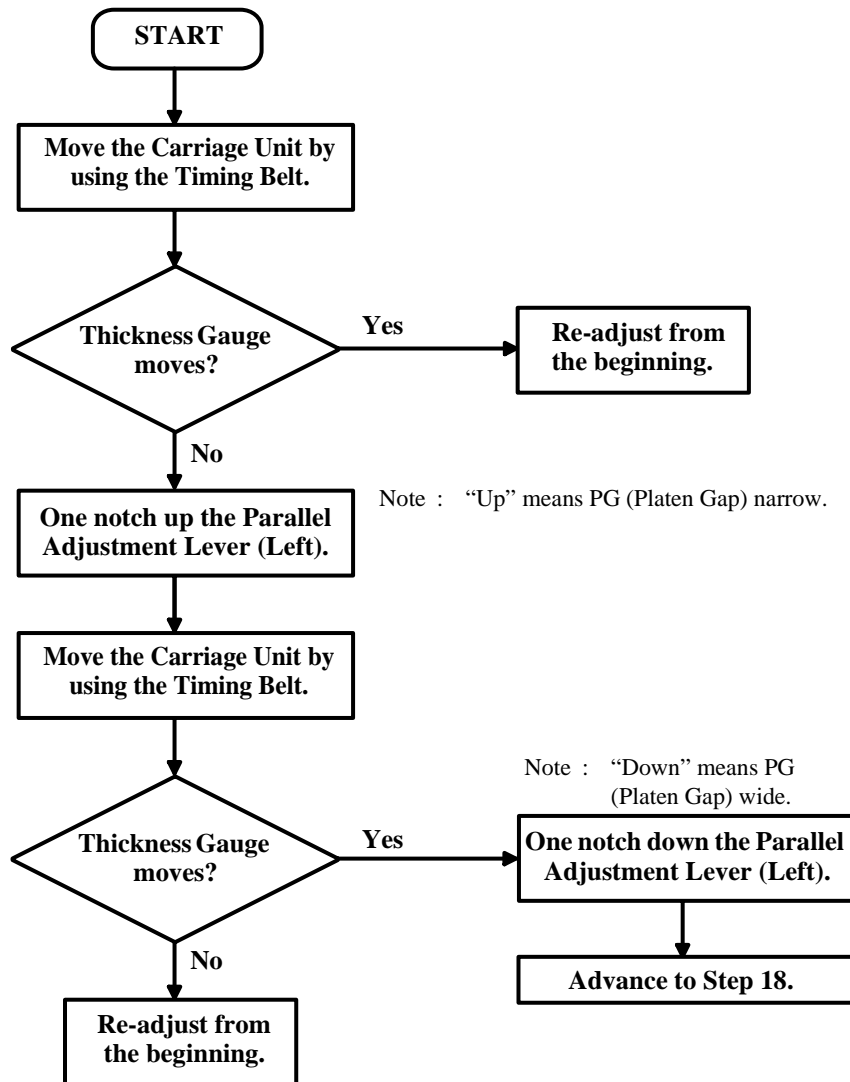 START
Move the Carriage Unit by
using the Timing Belt.
Thickness Gauge
moves?
Yes
Re-adjust from
the beginning.
No
One notch up the Parallel
Adjustment Lever (Left).
Note : “Up” means PG (Platen Gap) narrow.
Move the Carriage Unit by
using the Timing Belt.
Thickness Gauge
moves?
Yes
Note : “Down” means PG
(Platen Gap) wide.
One notch down the Parallel
Adjustment Lever (Left).
Advance to Step 18.
No
Re-adjust from
the beginning.